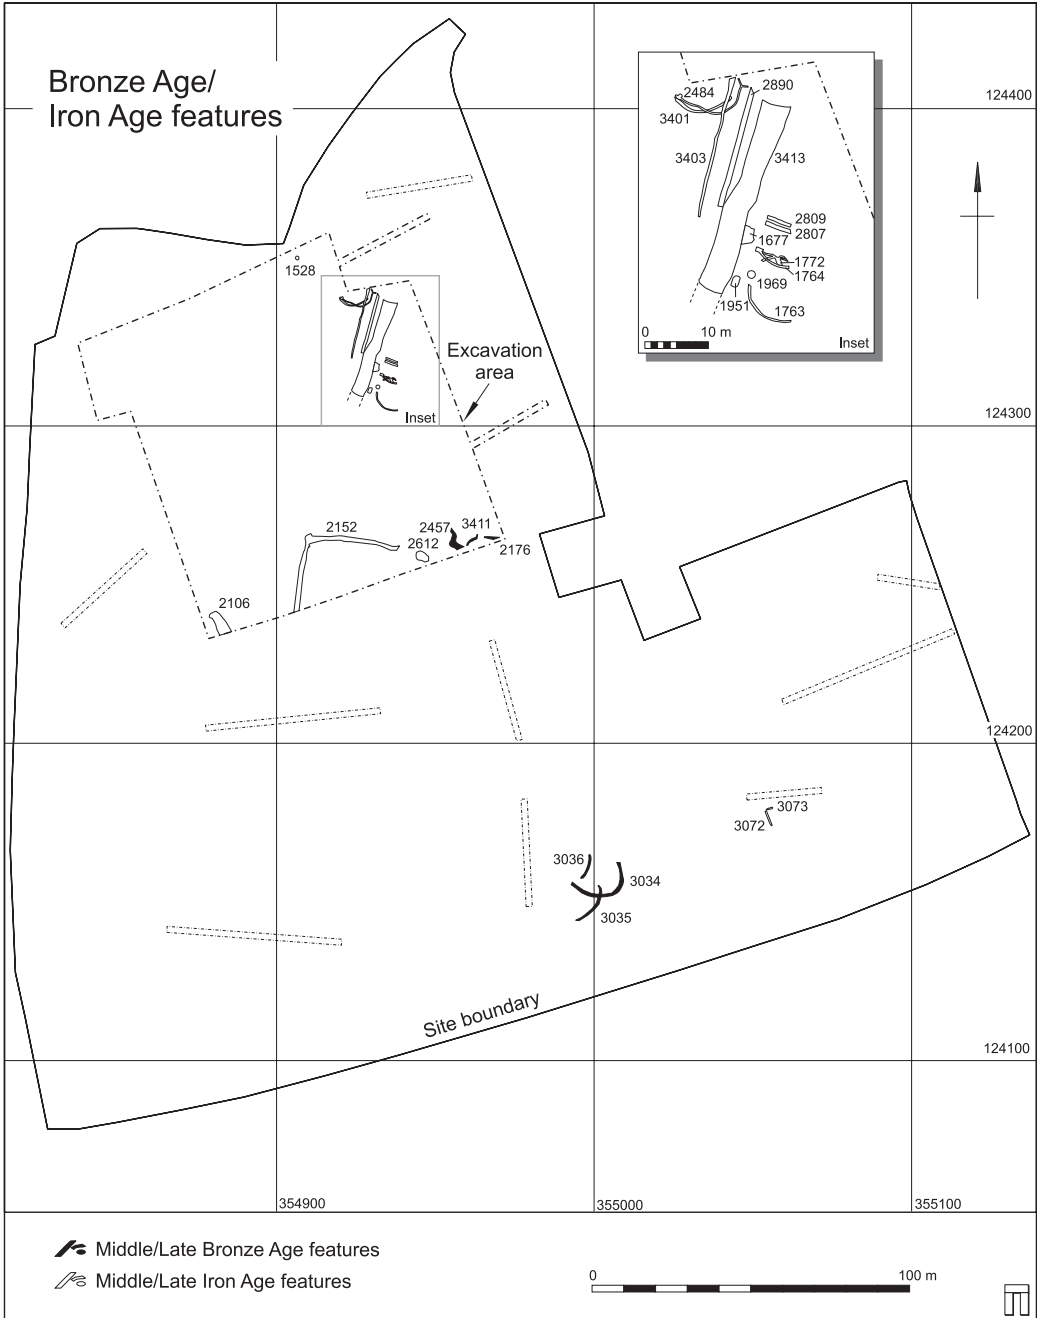 Bronze Age/
Iron Age features
2484
2890
3401
3403
3413
2809
2807
1677
1772
1764
1969
1951
1763
0 10 m
Inset
124400
1528
Excavation
area
Inset
124300
2152
2457
3411
2612
2176
2106
124200
3073
3072
3036
3034
3035
Site boundary
124100
354900
355000
355100
Middle/Late Bronze Age features
Middle/Late Iron Age features
0 100 m